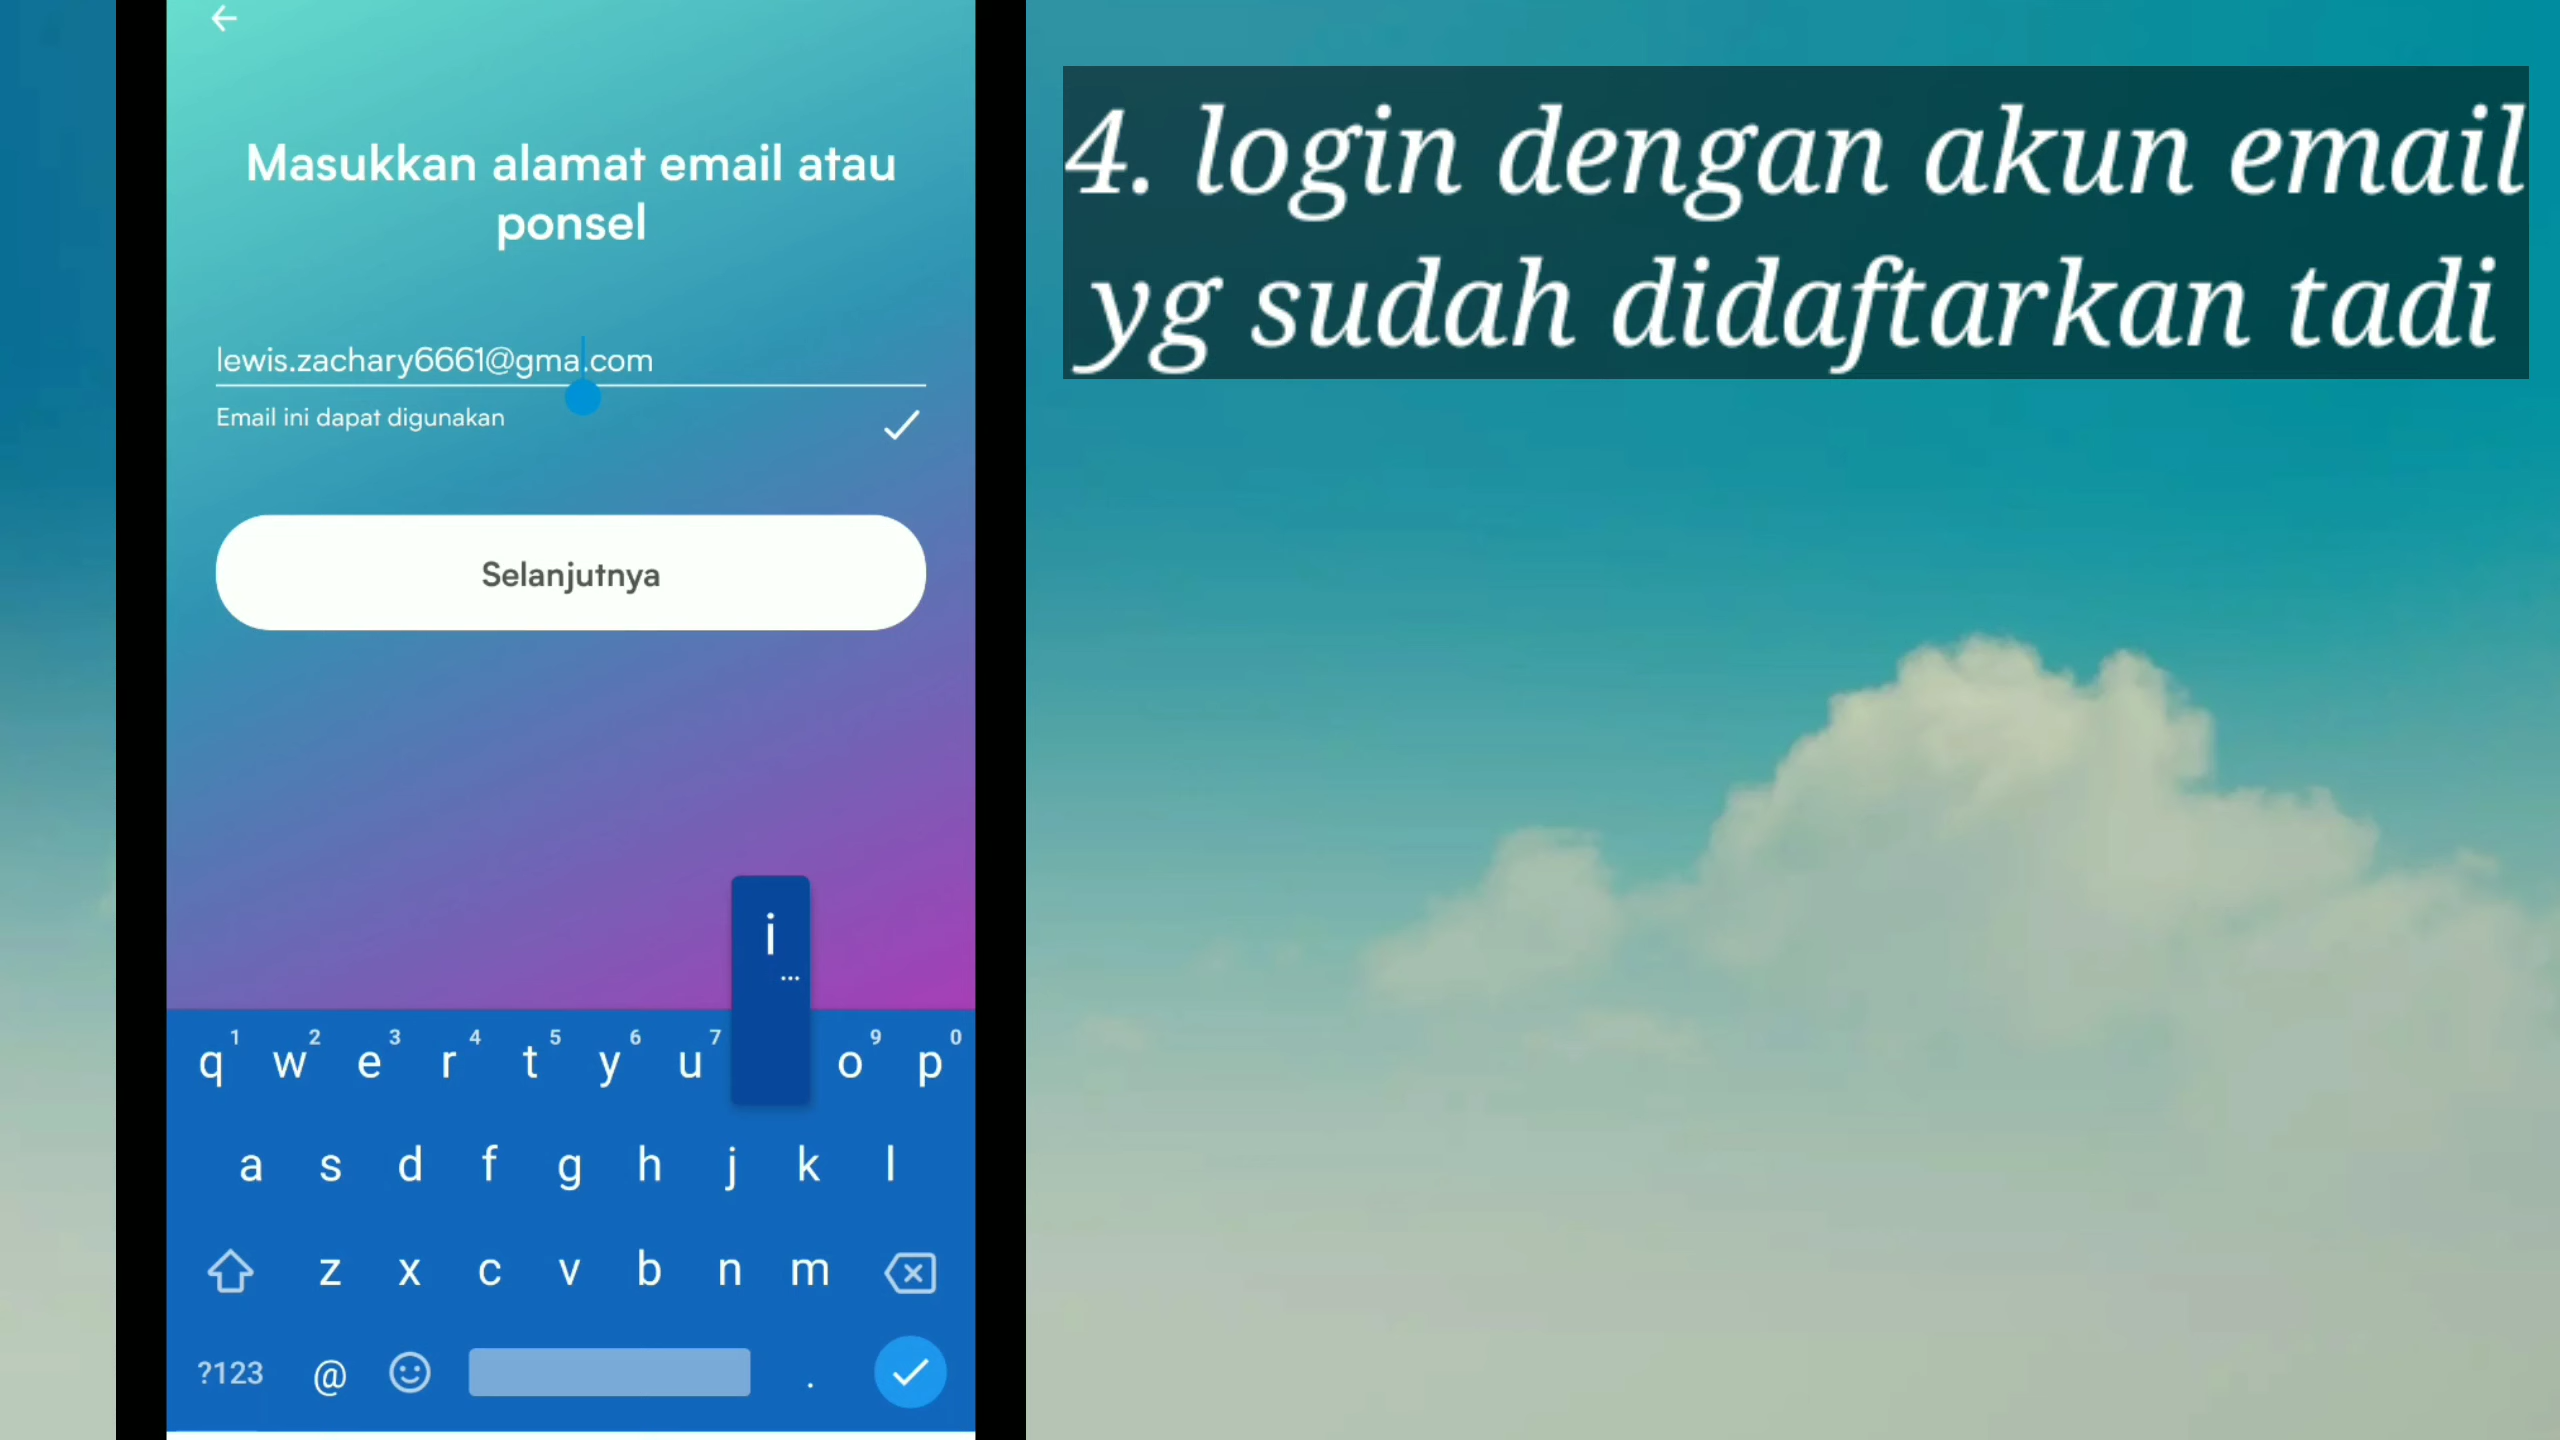 Masukkan alamat email atau
ponsel
lewis.zachary6661@gma.com
Email ini dapat digunakan
Selanjutnya
4. login dengan akun email
yg sudah didaftarkan tadi
i
...
1 2 3 4 5 6 7 9 0
q w e r t y u o p
a s d f g h j k l
z x c v b n m
?123 @ .